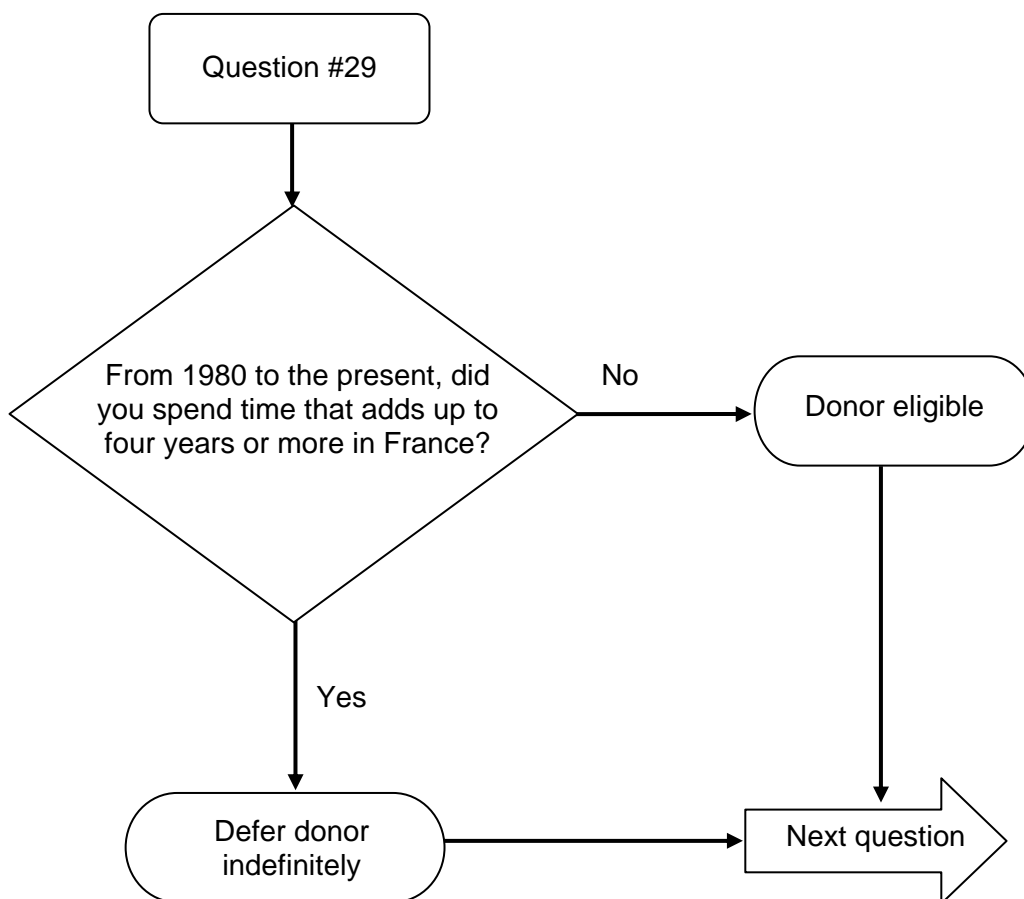 Question #29
From 1980 to the present, did
you spend time that adds up to
four years or more in France?
No
Donor eligible
Yes
Defer donor
indefinitely
Next question